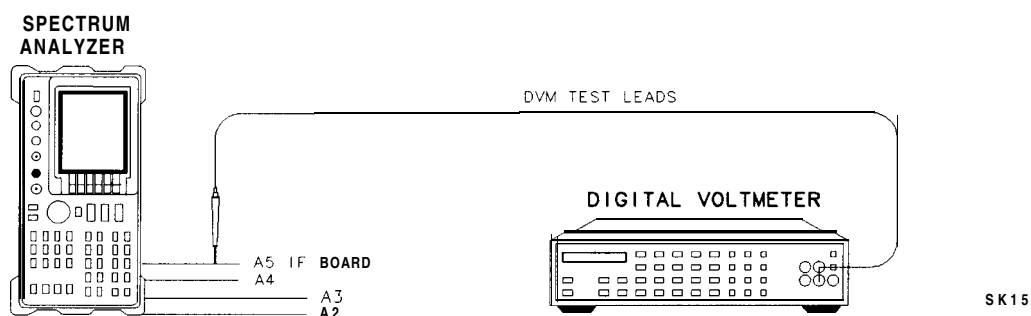 SPECTRUM
ANALYZER
DVM TEST LEADS
DIGITAL VOLTMETER
A5 IF BOARD
A4
A3
A2
SK15